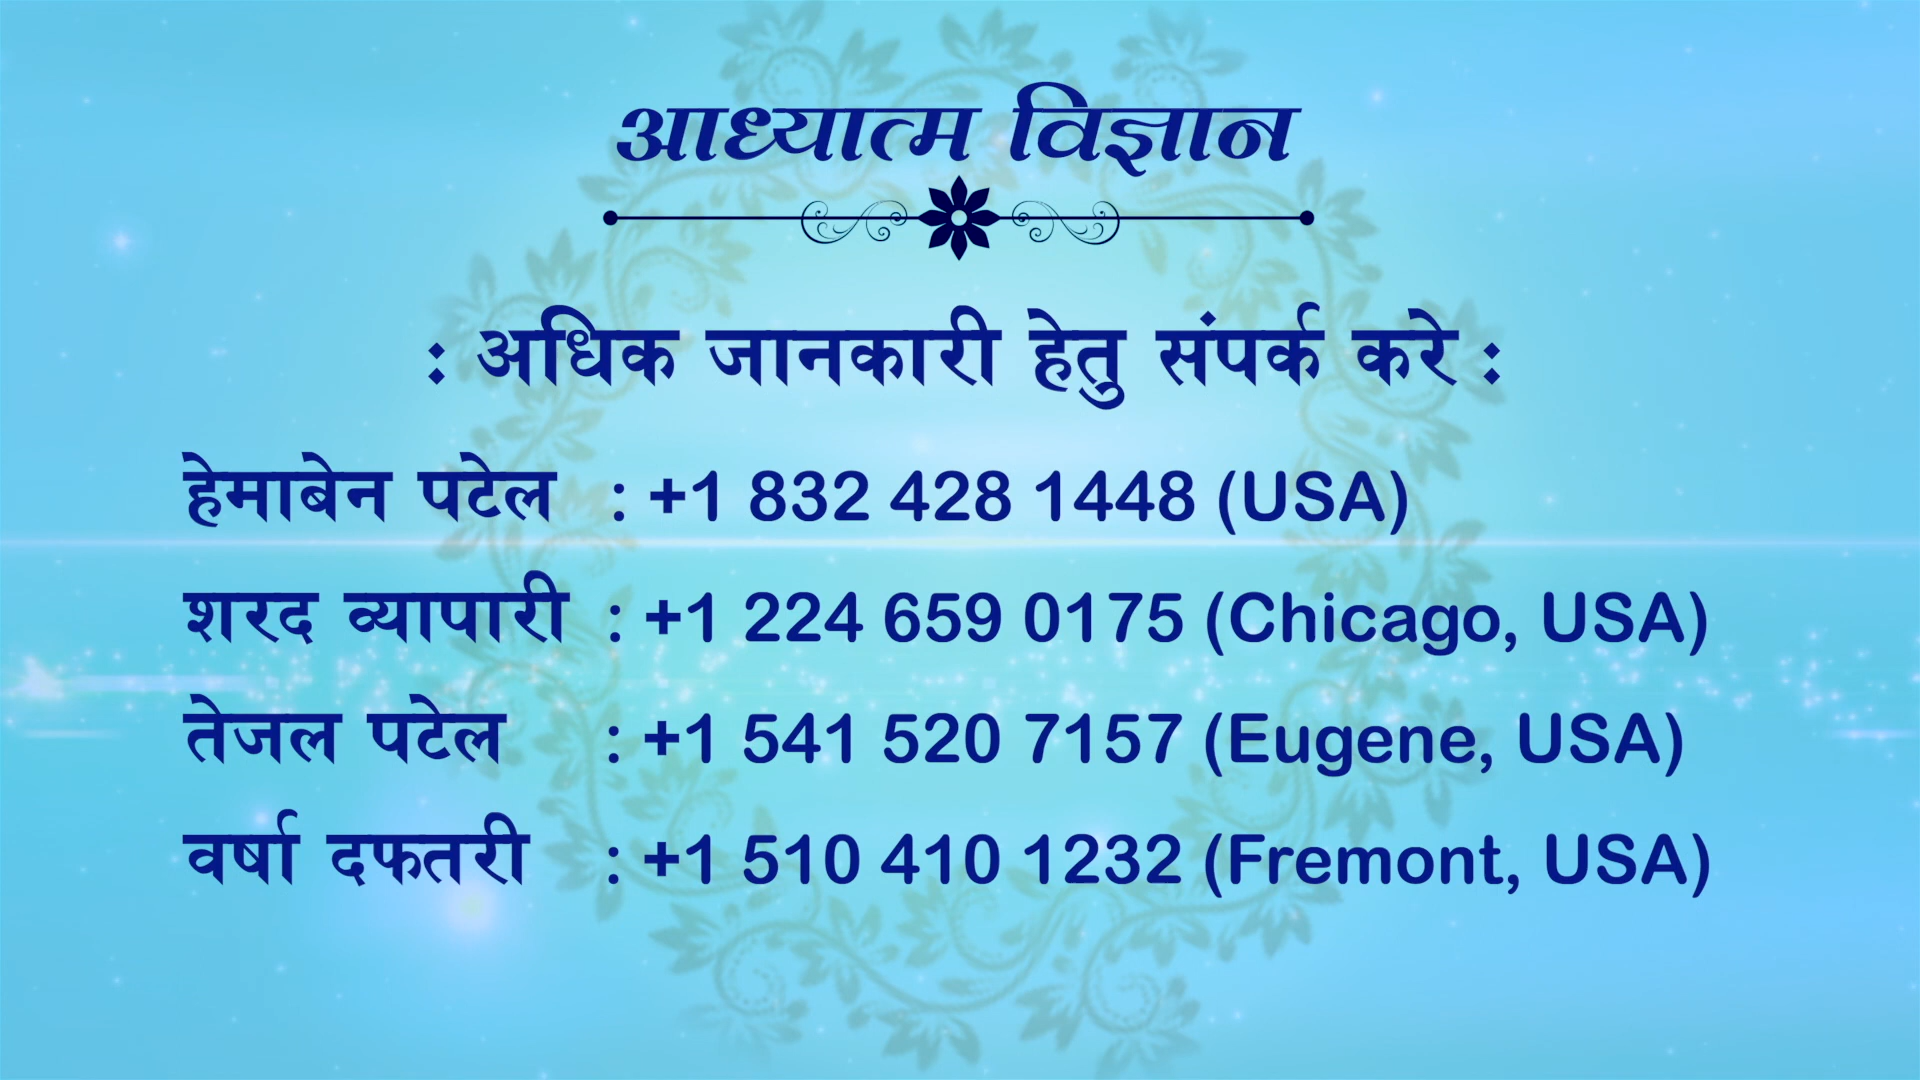 आध्यात्म विज्ञान
: अधिक जानकारी हेतु संपर्क करे :
हेमाबेन पटेल : +1 832 428 1448 (USA)
शरद व्यापारी : +1 224 659 0175 (Chicago, USA)
तेजल पटेल : +1 541 520 7157 (Eugene, USA)
वर्षा दफतरी : +1 510 410 1232 (Fremont, USA)